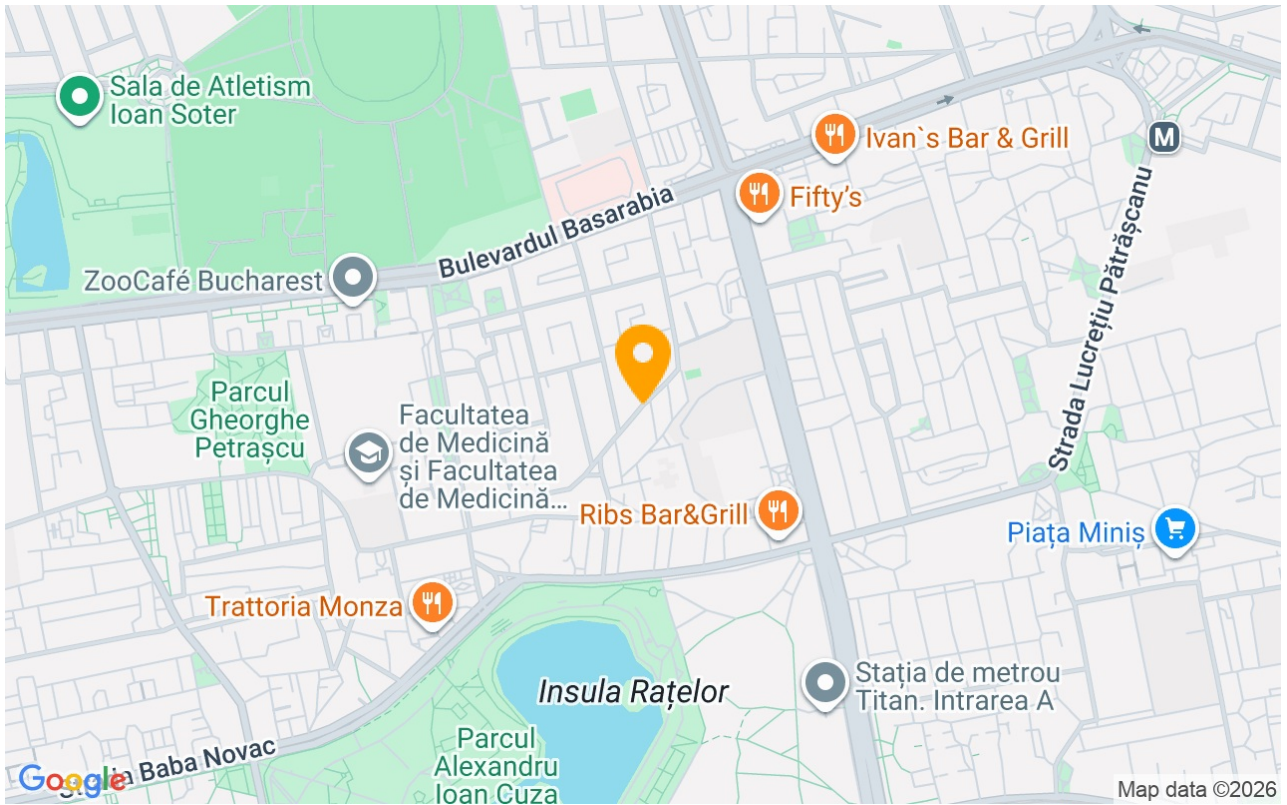 Sala de Atletism
Ioan Soter
Ivan`s Bar & Grill
M
Fifty’s
Bulevardul Basarabia
ZooCafé Bucharest
Strada Lucrețiu Pătrășcanu
Parcul
Gheorghe
Petrașcu
Facultatea
de Medicină
și Facultatea
de Medicină...
Ribs Bar&Grill
Piața Miniș
Trattoria Monza
Stația de metrou
Titan. Intrarea A
Insula Rațelor
Baba Novac
Parcul
Alexandru
Ioan Cuza
Google
Map data ©2026